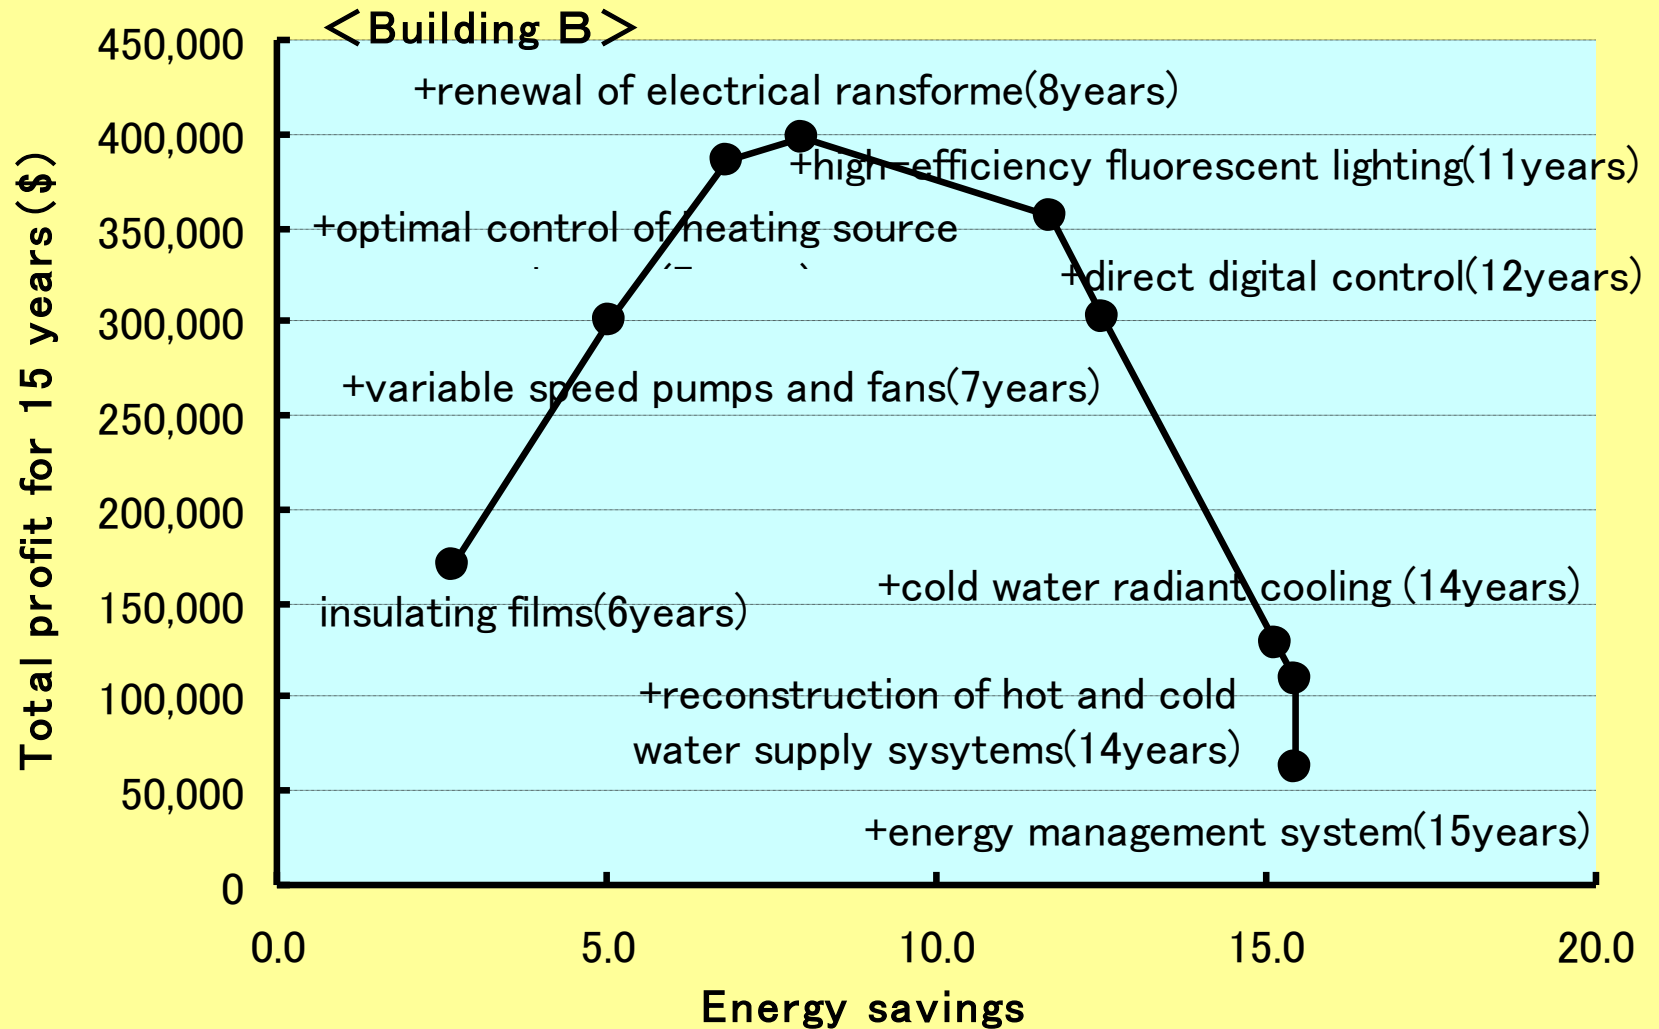 ＜Building B＞
450,000
+renewal of electrical ransforme(8years)
400,000
+high-efficiency fluorescent lighting(11years)
350,000
+optimal control of heating source
+direct digital control(12years)
300,000
+variable speed pumps and fans(7years)
250,000
200,000
+cold water radiant cooling (14years)
150,000
insulating films(6years)
100,000
+reconstruction of hot and cold
water supply sysytems(14years)
50,000
+energy management system(15years)
0
0.0 5.0 10.0 15.0 20.0
Energy savings
Total profit for 15 years($)